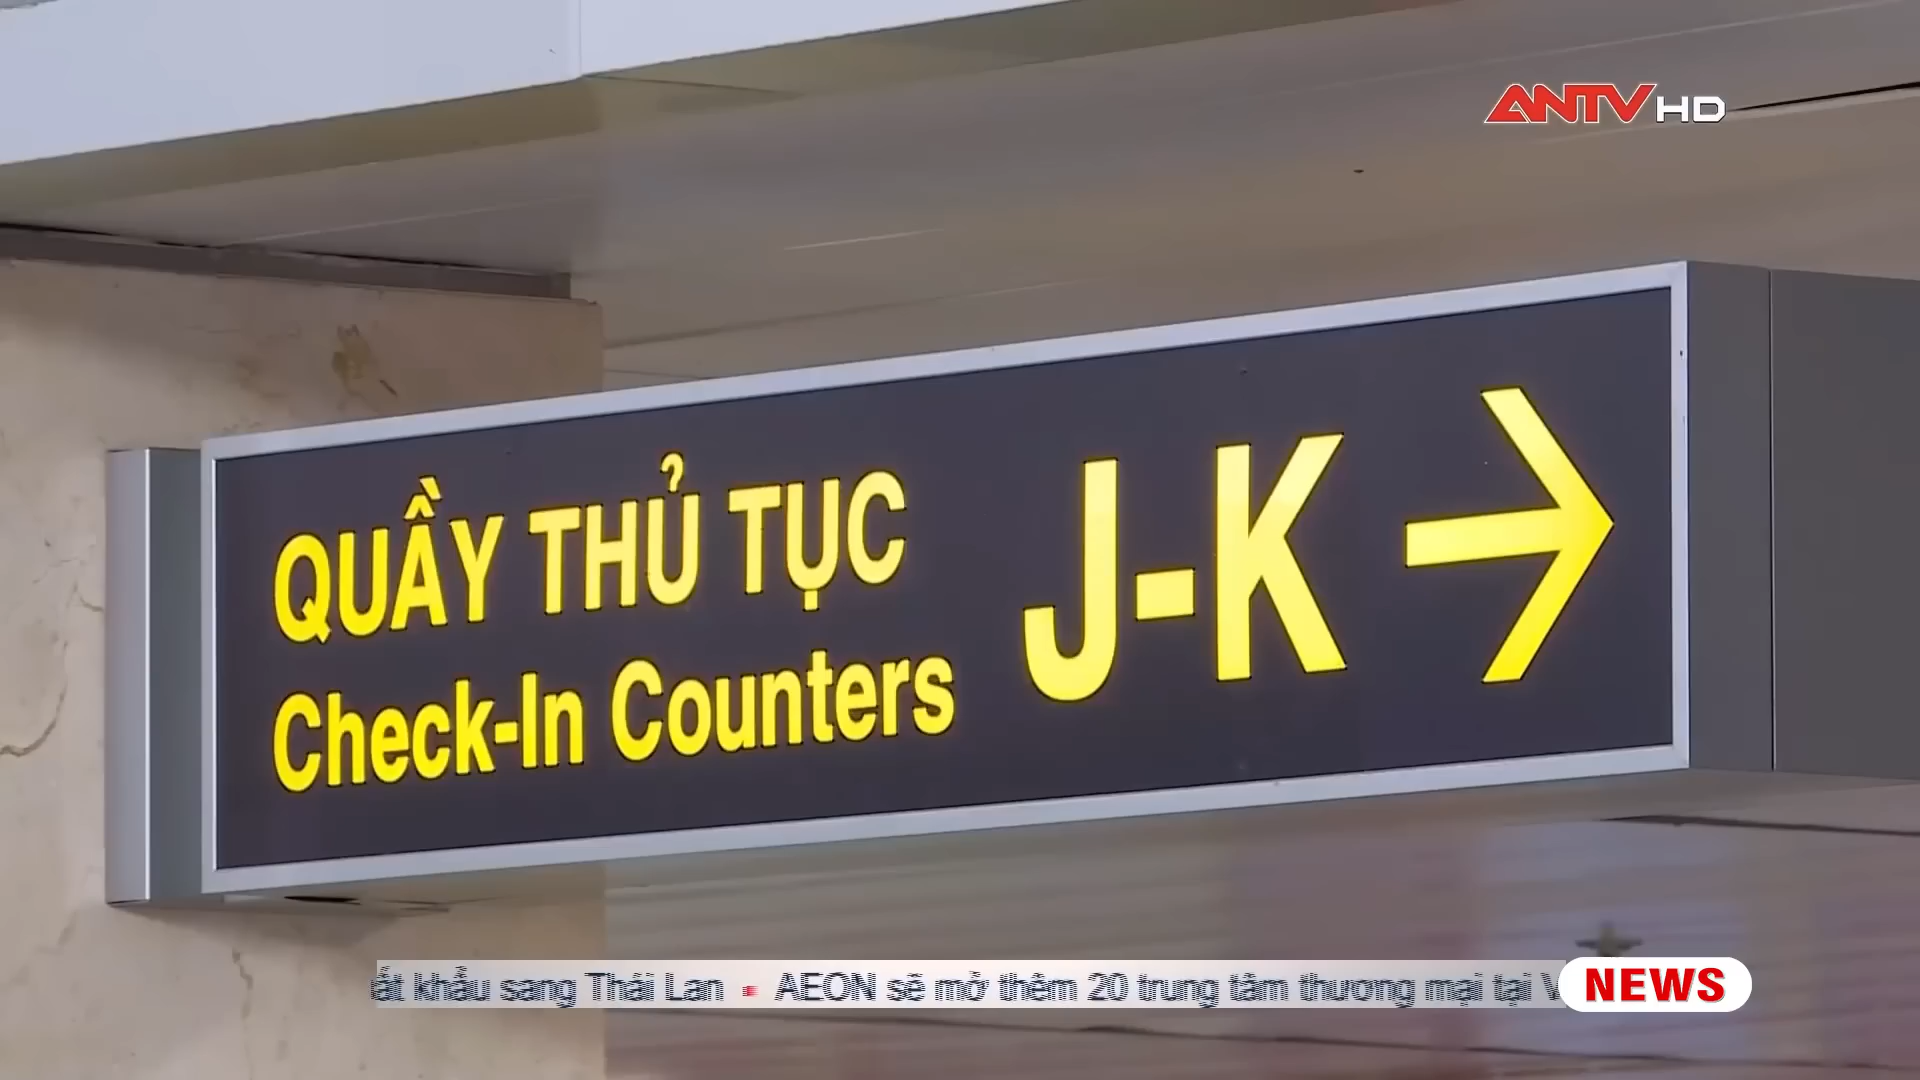 ANTV HD
QUẦY THỦ TỤC
Check-In Counters
J-K
khẩu sang Thái Lan • AEON sẽ mở thêm 20 trung tâm thương mại tại
NEWS